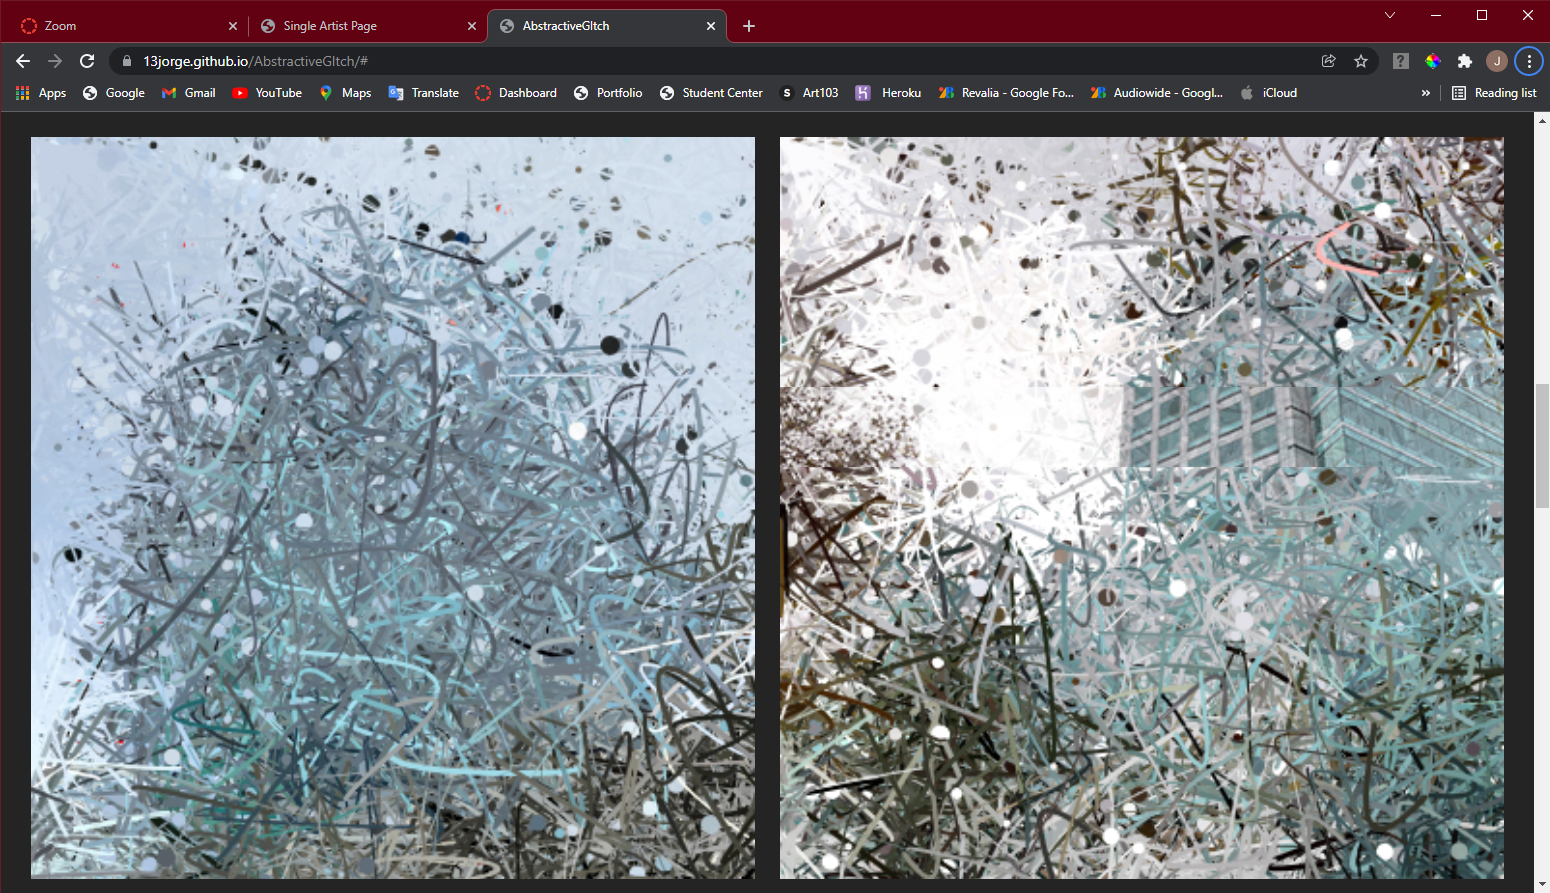 Zoom
Single Artist Page
AbstractiveGltch
13jorge.github.io/AbstractiveGltch/#
J
Apps Google Gmail YouTube Maps Translate Dashboard Portfolio Student Center S Art103 Heroku Revalia - Google Fo... Audiowide - Googl... iCloud » Reading list